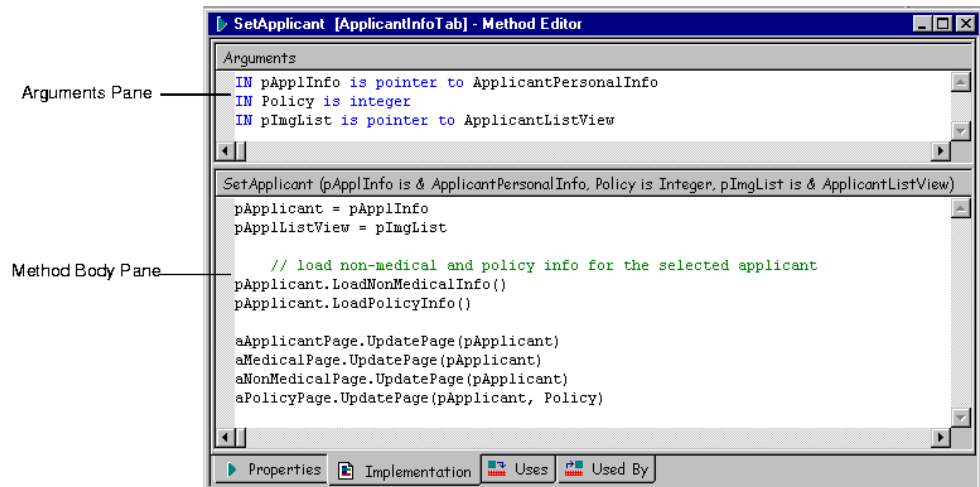 SetApplicant [ApplicantInfoTab] - Method Editor
Arguments
Arguments Pane
IN pApplInfo is pointer to ApplicantPersonalInfo
IN Policy is integer
IN pImgList is pointer to ApplicantListView
SetApplicant (pApplInfo is & ApplicantPersonalInfo, Policy is Integer, pImgList is & ApplicantListView)
Method Body Pane
pApplicant = pApplInfo
pApplListView = pImgList
// load non-medical and policy info for the selected applicant
pApplicant.LoadNonMedicalInfo()
pApplicant.LoadPolicyInfo()
aApplicantPage.UpdatePage(pApplicant)
aMedicalPage.UpdatePage(pApplicant)
aNonMedicalPage.UpdatePage(pApplicant)
aPolicyPage.UpdatePage(pApplicant, Policy)
Properties Implementation Uses Used By